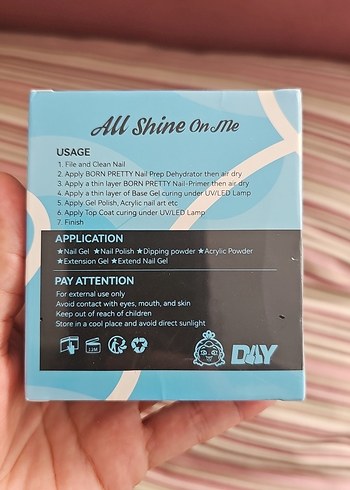 All Shine On Me
USAGE
1. File and Clean Nail
2. Apply BORN PRETTY Nail Prep Dehydrator then air dry
3. Apply a thin layer BORN PRETTY Nail-Primer then air dry
4. Apply a thin layer of Base Gel curing under UV/LED Lamp
5. Apply Gel Polish, Acrylic nail art etc
6. Apply Top Coat curing under UV/LED Lamp
7. Finish
APPLICATION
★Nail Gel ★Nail Polish ★Dipping powder ★Acrylic Powder
★Extension Gel ★Extend Nail Gel
PAY ATTENTION
For external use only
Avoid contact with eyes, mouth, and skin
Keep out of reach of children
Store in a cool place and avoid direct sunlight
12M
DAY